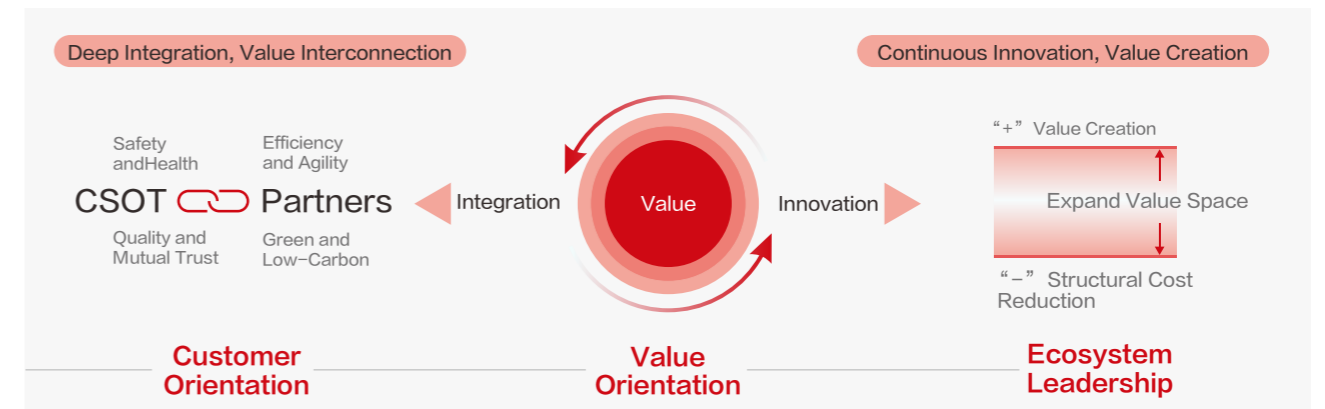 Deep Integration, Value Interconnection
Continuous Innovation, Value Creation
Safety
andHealth
Efficiency
and Agility
CSOT
Partners
Quality and
Mutual Trust
Green and
Low-Carbon
Integration
Value
Innovation
“+” Value Creation
Expand Value Space
“-” Structural Cost
Reduction
Customer
Orientation
Value
Orientation
Ecosystem
Leadership